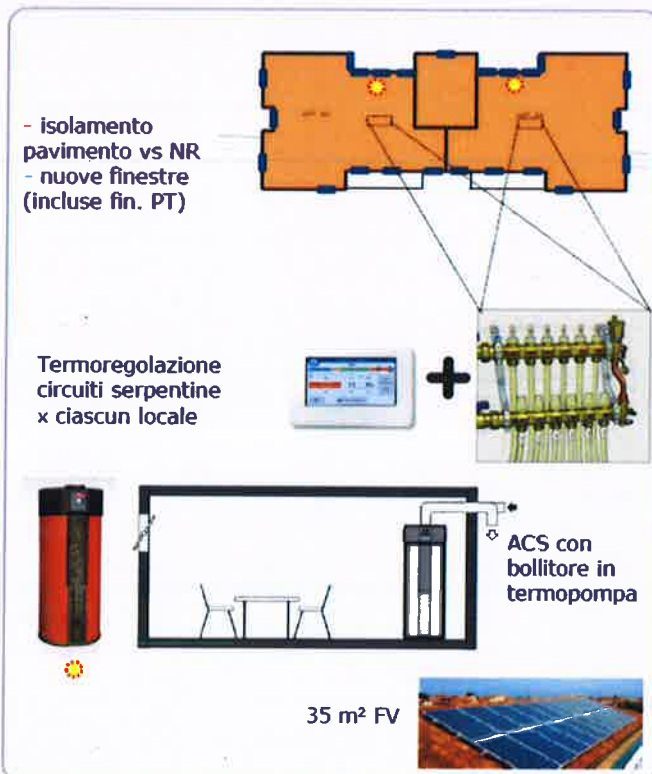 - isolamento
pavimento vs NR
- nuove finestre
(incluse fin. PT)
Termoregolazione
circuiti serpentine
x ciascun locale
ACS con
bollitore in
termopompa
35 m² FV